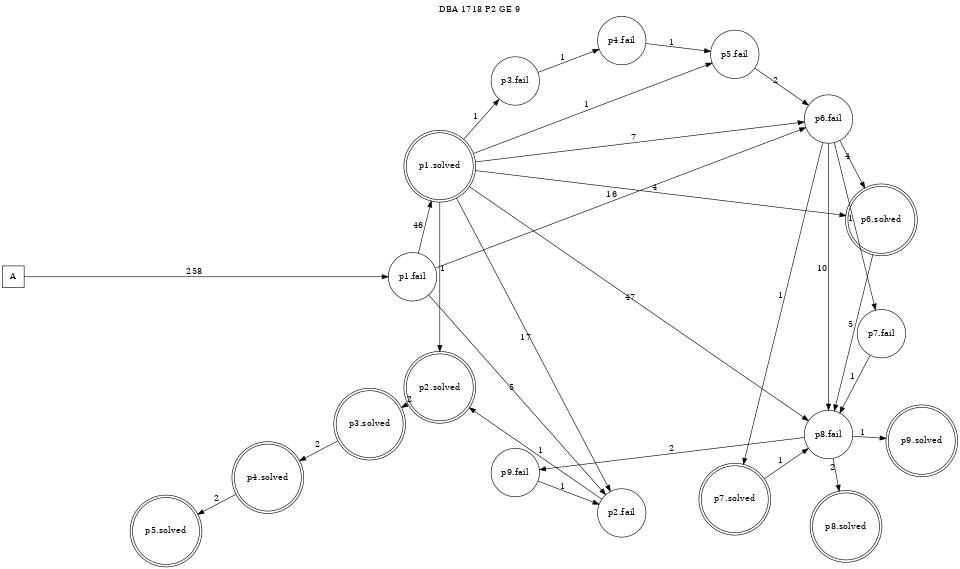 DBA 1718 P2 GE 9
p4.fail
1
p5.fail
1
p3.fail
2
1
1
p6.fail
7
p1.solved
4
4
16
p6.solved
1
46
1
10
258
A
p1.fail
1
17
47
5
p7.fail
1
5
p2.solved
2
p3.solved
1
p8.fail
1
p9.solved
2
2
p9.fail
1
1
2
p4.solved
2
p7.solved
p2.fail
p8.solved
p5.solved